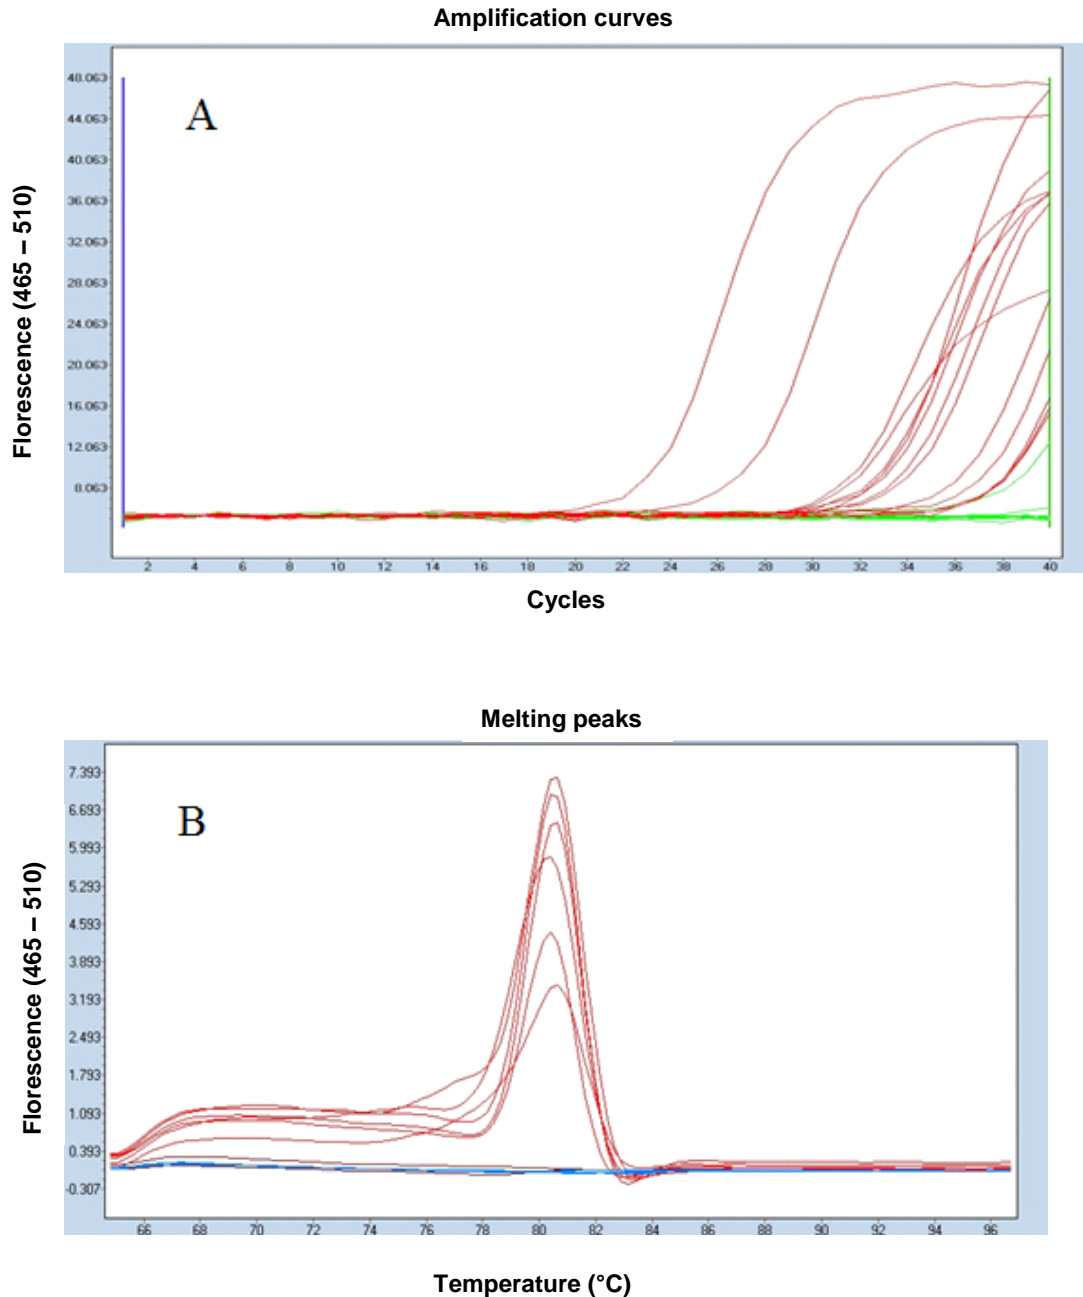 Amplification curves
A
Florescence (465 – 510)
48.063
44.063
40.063
36.063
32.063
28.063
24.063
20.063
16.063
12.063
8.063
2 4 6 8 10 12 14 16 18 20 22 24 26 28 30 32 34 36 38 40
Cycles
Melting peaks
B
Florescence (465 – 510)
7.393
6.693
5.993
5.293
4.593
3.893
3.193
2.493
1.793
1.093
0.393
-0.307
66 68 70 72 74 76 78 80 82 84 86 88 90 92 94 96
Temperature (°C)